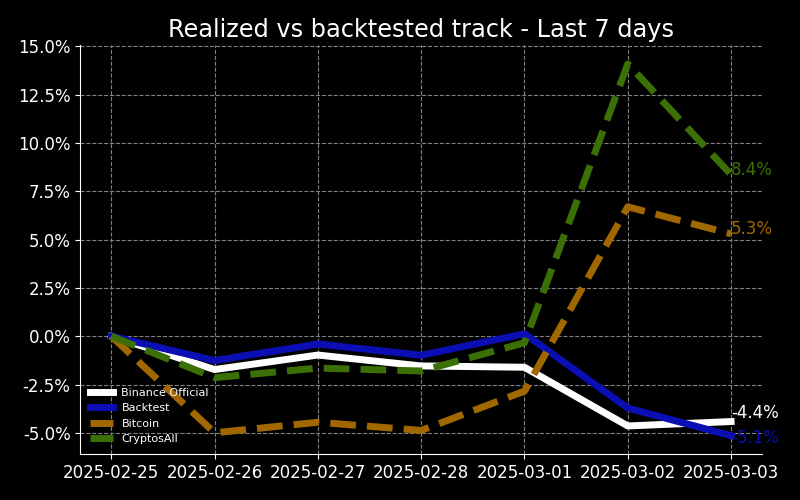 Realized vs backtested track - Last 7 days
15.0%
12.5%
10.0%
7.5%
5.0%
2.5%
0.0%
-2.5%
-5.0%
8.4%
5.3%
-4.4%
-5.1%
Binance Official
Backtest
Bitcoin
CryptosAll
2025-02-25 2025-02-26 2025-02-27 2025-02-28 2025-03-01 2025-03-02 2025-03-03